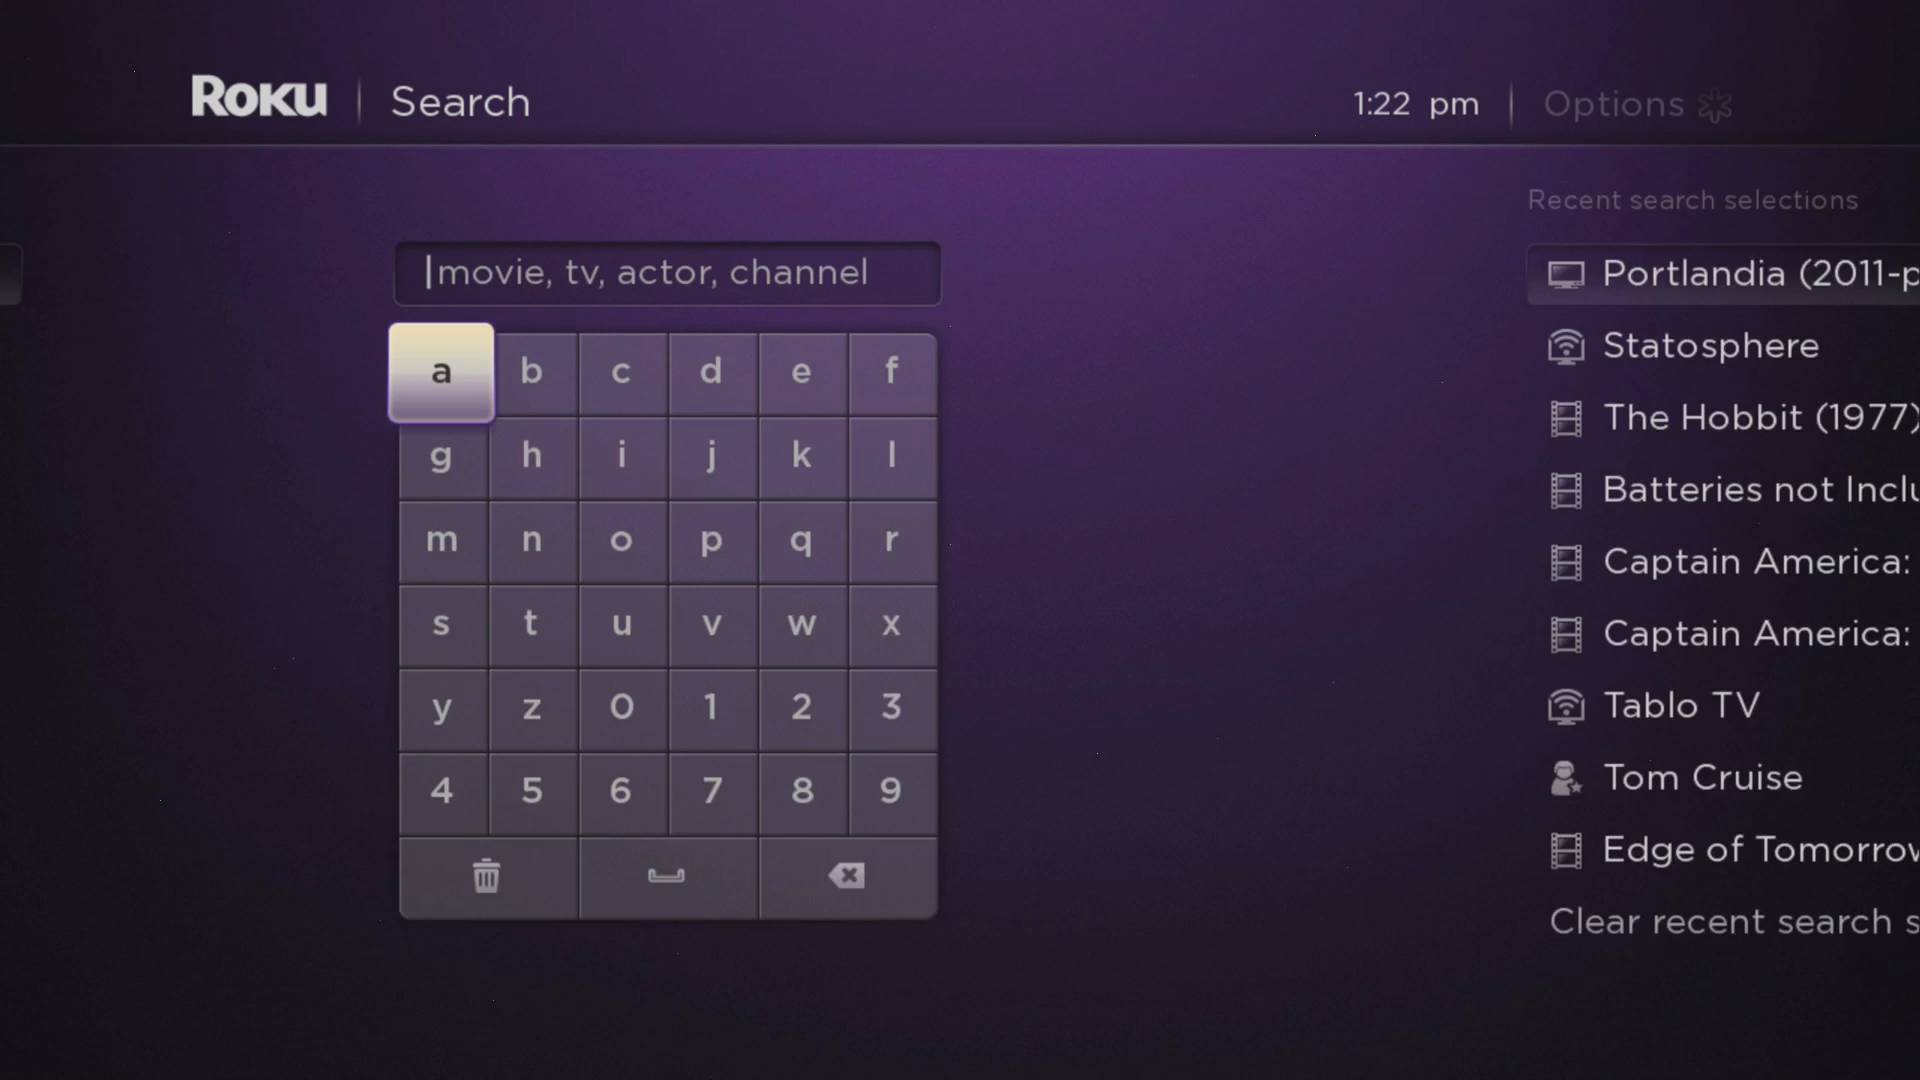 Roku | Search
1:22 pm | Options
Recent search selections
movie, tv, actor, channel
a b c d e f
g h i j k l
m n o p q r
s t u v w x
y z 0 1 2 3
4 5 6 7 8 9
Portlandia (2011-p
Statosphere
The Hobbit (1977)
Batteries not Inclu
Captain America:
Captain America:
Tablo TV
Tom Cruise
Edge of Tomorrow
Clear recent search s